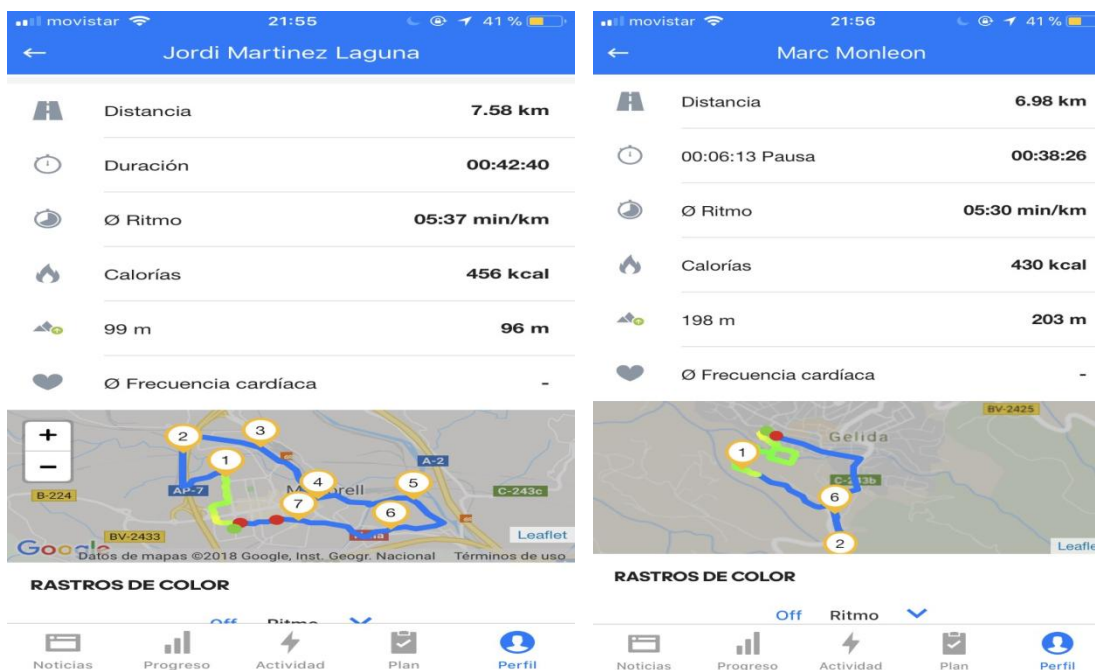 movistar 21:55 41 %
Jordi Martinez Laguna
Distancia 7.58 km
Duración 00:42:40
Ø Ritmo 05:37 min/km
Calorías 456 kcal
99 m 96 m
Ø Frecuencia cardíaca -
+
−
2 3
1
A-2
B-224 AP-7 4 5 C-243c
7
6
BV-2433
Leaflet
Google
Datos de mapas ©2018 Google, Inst. Geogr. Nacional Términos de uso
RASTROS DE COLOR
Off Ritmo
Noticias Progreso Actividad Plan Perfil
movistar 21:56 41 %
Marc Monleon
Distancia 6.98 km
00:06:13 Pausa 00:38:26
Ø Ritmo 05:30 min/km
Calorías 430 kcal
198 m 203 m
Ø Frecuencia cardíaca -
BV-2425
Gelida
1
6
2
RASTROS DE COLOR
Off Ritmo
Noticias Progreso Actividad Plan Perfil